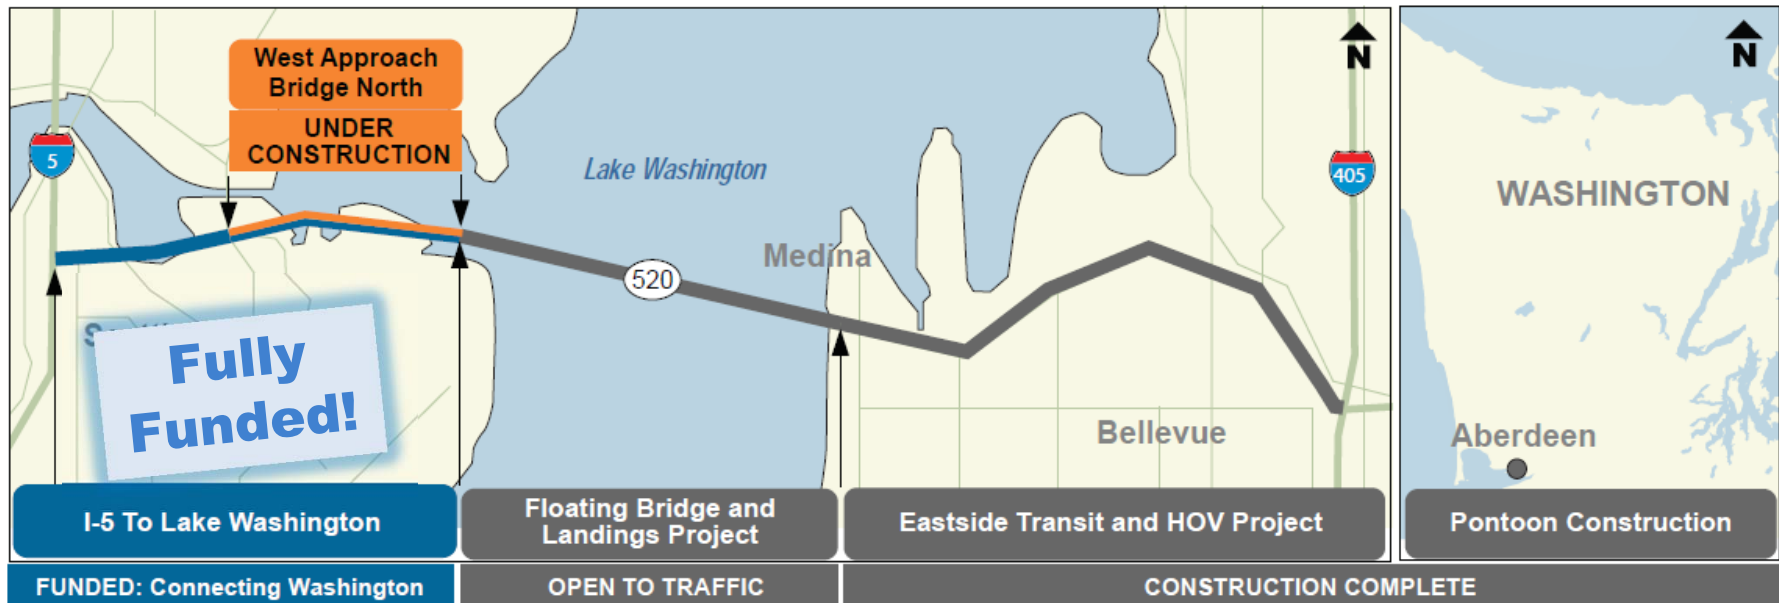 West Approach
Bridge North
UNDER
CONSTRUCTION
5
Lake Washington
405
N
520
Medina
Bellevue
Fully
Funded!
I-5 To Lake Washington
Floating Bridge and
Landings Project
Eastside Transit and HOV Project
FUNDED: Connecting Washington
OPEN TO TRAFFIC
CONSTRUCTION COMPLETE
N
WASHINGTON
Aberdeen
Pontoon Construction